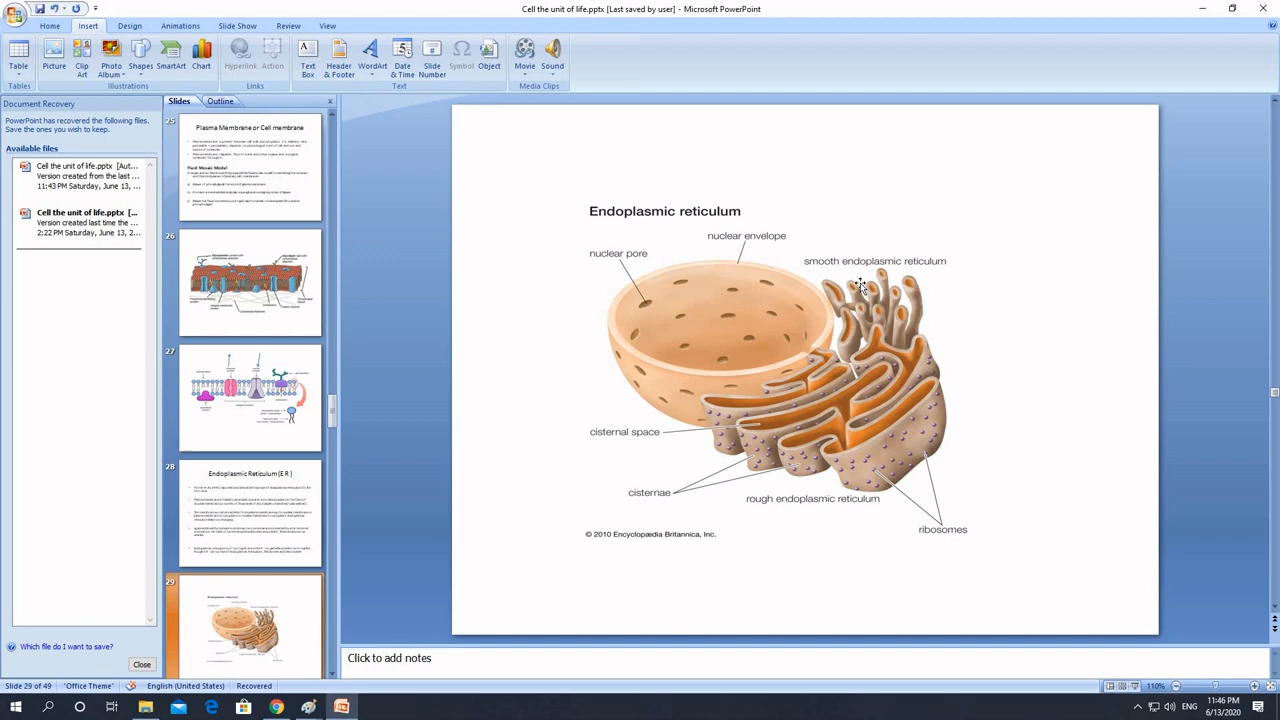 Cell the unit of life.pptx [Last saved by user] - Microsoft PowerPoint
Home Insert Design Animations Slide Show Review View
Table Picture Clip Art Photo Album Shapes SmartArt Chart Hyperlink Action Text Box Header & Footer WordArt Date & Time Slide Number Symbol Object Movie Sound
Tables Illustrations Links Text Media Clips
Document Recovery
PowerPoint has recovered the following files.
Save the ones you wish to keep.
Available files
Cell the unit of life.pptx [Aut...
Version created from the last ...
11:43 PM Saturday, June 13, ...
Cell the unit of life.pptx [...
Version created last time the ...
2:22 PM Saturday, June 13, 2...
Which file do I want to save?
Close
Slides Outline
25
Plasma Membrane or Cell membrane
Fluid Mosaic Model
26
27
28
Endoplasmic Reticulum (E R )
29
Endoplasmic reticulum
nuclear envelope
nuclear pore
smooth endoplasmic reticulum
cisternal space
cisternae
rough endoplasmic reticulum
ribosomes
© 2010 Encyclopædia Britannica, Inc.
Click to add notes
Slide 29 of 49 "Office Theme" English (United States) Recovered 110%
ENG 11:46 PM
6/13/2020